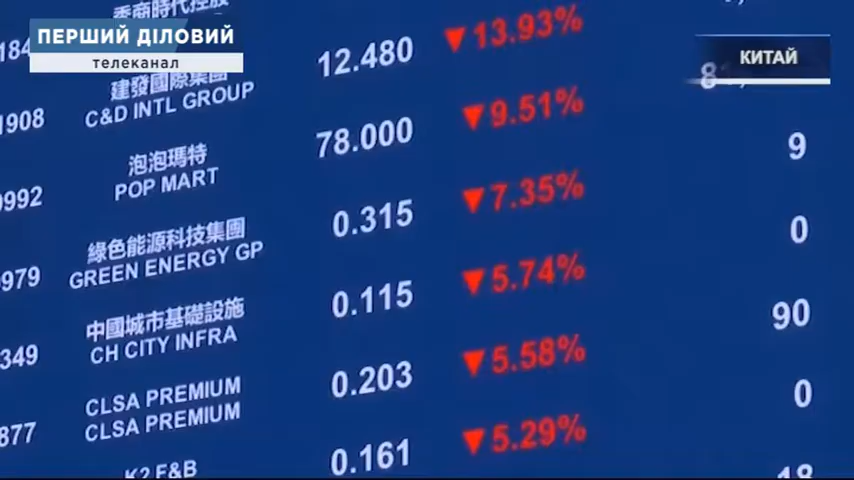 ПЕРШИЙ ДІЛОВИЙ
телеканал
КИТАЙ
12.480 ▼13.93%
1908 建發國際集團
C&D INTL GROUP
78.000 ▼9.51%
9
9992 泡泡瑪特
POP MART
0.315 ▼7.35%
0
979 綠色能源科技集團
GREEN ENERGY GP
0.115 ▼5.74%
90
349 中國城市基礎設施
CH CITY INFRA
0.203 ▼5.58%
0
877 CLSA PREMIUM
CLSA PREMIUM
0.161 ▼5.29%
18
K2 F&B